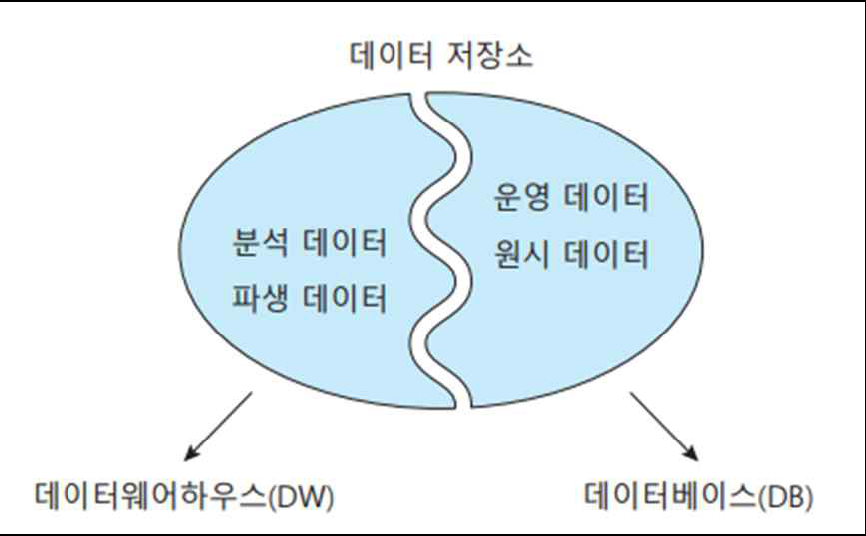 데이터 저장소
운영 데이터
원시 데이터
분석 데이터
파생 데이터
데이터웨어하우스(DW)
데이터베이스(DB)